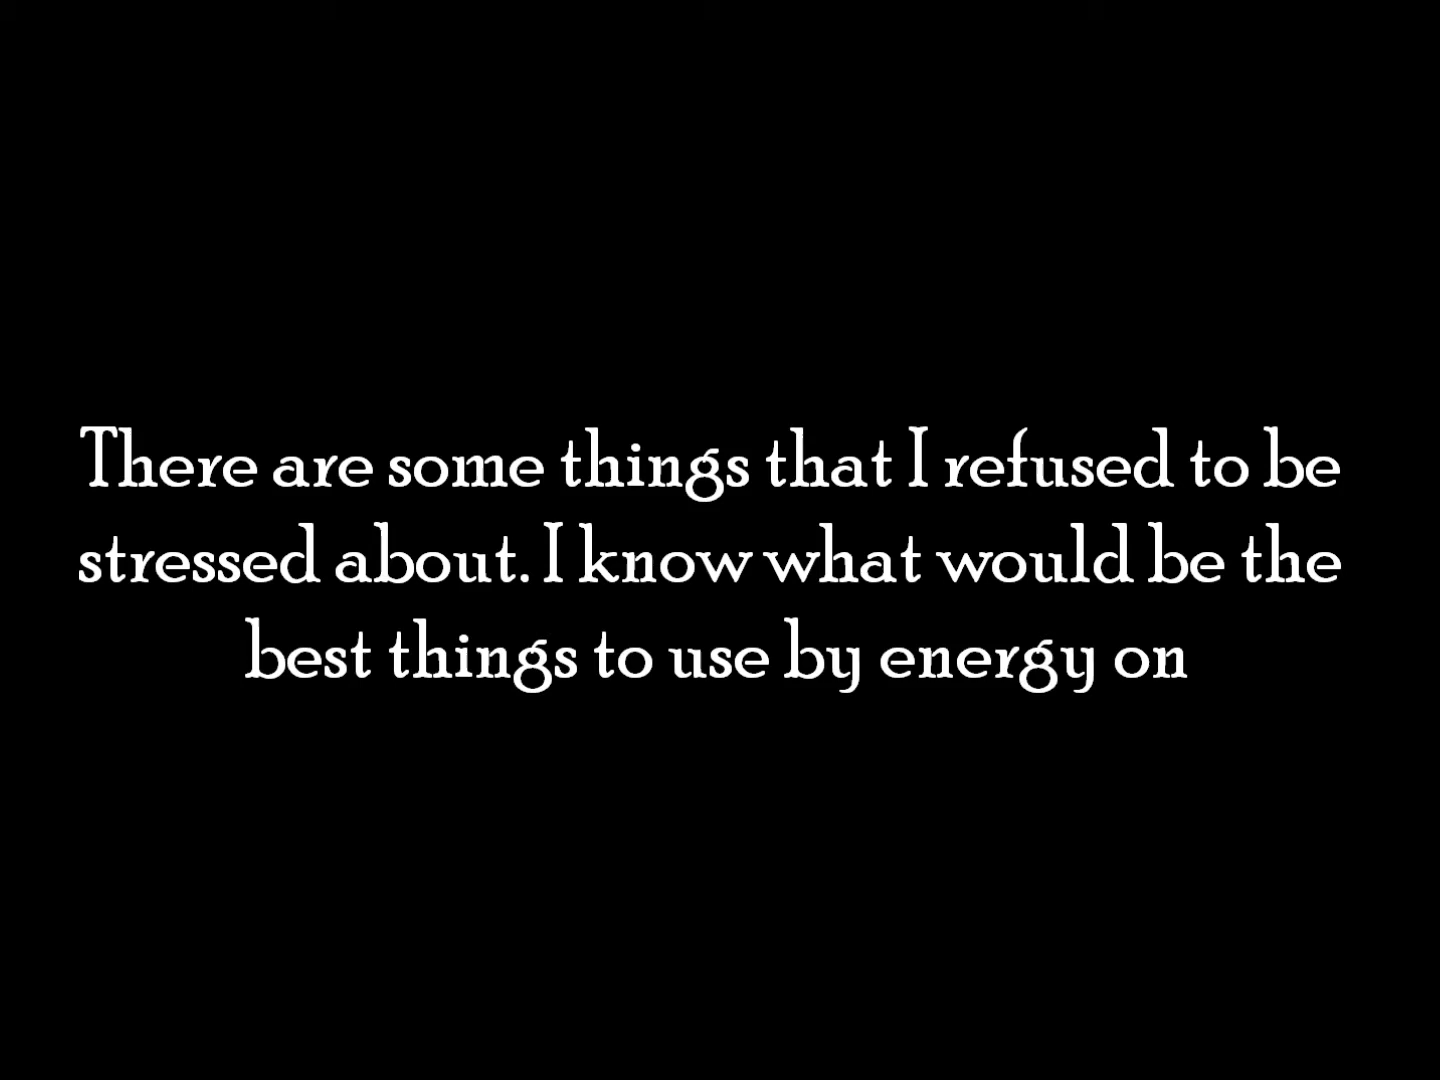 There are some things that I refused to be
stressed about. I know what would be the
best things to use by energy on